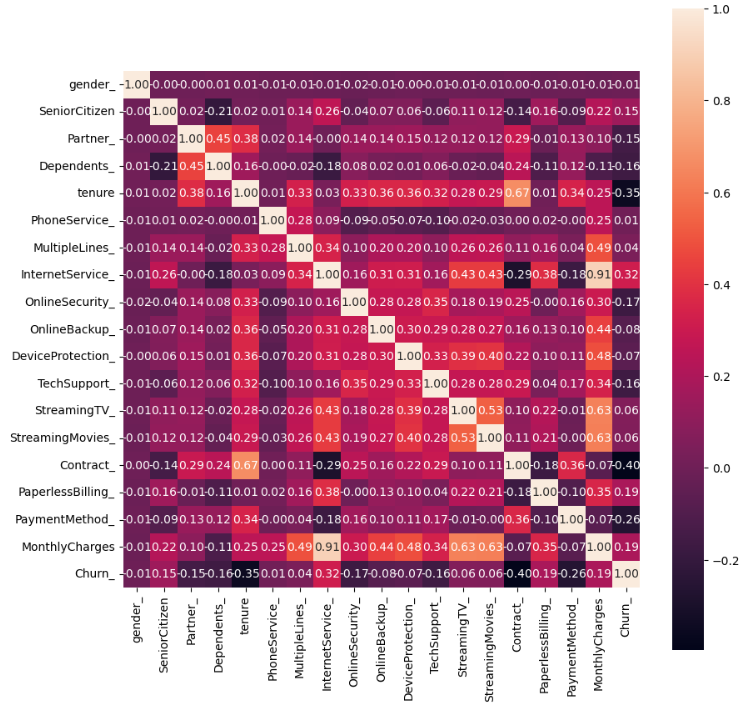 gender_ 1.00 -0.00 -0.00 0.01 0.01 -0.01 -0.01 -0.01 -0.02 -0.01 -0.00 -0.01 -0.01 -0.01 0.00 -0.01 -0.01 -0.01 -0.01
SeniorCitizen -0.00 1.00 0.02 -0.21 0.02 0.01 0.14 0.26 -0.04 0.07 0.06 -0.06 0.11 0.12 -0.14 0.16 -0.09 0.22 0.15
Partner_ -0.00 0.02 1.00 0.45 0.38 0.02 0.14 -0.00 0.14 0.14 0.15 0.12 0.12 0.12 0.29 -0.01 0.13 0.10 -0.15
Dependents_ 0.01 -0.21 0.45 1.00 0.16 -0.00 -0.02 -0.18 0.08 0.02 0.01 0.06 -0.02 -0.04 0.24 -0.11 0.12 -0.11 -0.16
tenure 0.01 0.02 0.38 0.16 1.00 0.01 0.33 0.03 0.33 0.36 0.36 0.32 0.28 0.29 0.67 0.01 0.34 0.25 -0.35
PhoneService_ -0.01 0.01 0.02 -0.00 0.01 1.00 0.28 0.09 -0.09 -0.05 -0.07 -0.10 -0.02 -0.03 0.00 0.02 -0.00 0.25 0.01
MultipleLines_ -0.01 0.14 0.14 -0.02 0.33 0.28 1.00 0.34 0.10 0.20 0.20 0.10 0.26 0.26 0.11 0.16 0.04 0.49 0.04
InternetService_ -0.01 0.26 -0.00 -0.18 0.03 0.09 0.34 1.00 0.16 0.31 0.31 0.16 0.43 0.43 -0.29 0.38 -0.18 0.91 0.32
OnlineSecurity_ -0.02 -0.04 0.14 0.08 0.33 -0.09 0.10 0.16 1.00 0.28 0.28 0.35 0.18 0.19 0.25 -0.00 0.16 0.30 -0.17
OnlineBackup_ -0.01 0.07 0.14 0.02 0.36 -0.05 0.20 0.31 0.28 1.00 0.30 0.29 0.28 0.27 0.16 0.13 0.10 0.44 -0.08
DeviceProtection_ -0.00 0.06 0.15 0.01 0.36 -0.07 0.20 0.31 0.28 0.30 1.00 0.33 0.39 0.40 0.22 0.10 0.11 0.48 -0.07
TechSupport_ -0.01 -0.06 0.12 0.06 0.32 -0.10 0.10 0.16 0.35 0.29 0.33 1.00 0.28 0.28 0.29 0.04 0.17 0.34 -0.16
StreamingTV_ -0.01 0.11 0.12 -0.02 0.28 -0.02 0.26 0.43 0.18 0.28 0.39 0.28 1.00 0.53 0.10 0.22 -0.01 0.63 0.06
StreamingMovies_ -0.01 0.12 0.12 -0.04 0.29 -0.03 0.26 0.43 0.19 0.27 0.40 0.28 0.53 1.00 0.11 0.21 -0.00 0.63 0.06
Contract_ 0.00 -0.14 0.29 0.24 0.67 0.00 0.11 -0.29 0.25 0.16 0.22 0.29 0.10 0.11 1.00 -0.18 0.36 -0.07 -0.40
PaperlessBilling_ -0.01 0.16 -0.01 -0.11 0.01 0.02 0.16 0.38 -0.00 0.13 0.10 0.04 0.22 0.21 -0.18 1.00 -0.10 0.35 0.19
PaymentMethod_ -0.01 -0.09 0.13 0.12 0.34 -0.00 0.04 -0.18 0.16 0.10 0.11 0.17 -0.01 -0.00 0.36 -0.10 1.00 -0.07 -0.26
MonthlyCharges -0.01 0.22 0.10 -0.11 0.25 0.25 0.49 0.91 0.30 0.44 0.48 0.34 0.63 0.63 -0.07 0.35 -0.07 1.00 0.19
Churn_ -0.01 0.15 -0.15 -0.16 -0.35 0.01 0.04 0.32 -0.17 -0.08 -0.07 -0.16 0.06 0.06 -0.40 0.19 -0.26 0.19 1.00
gender_
SeniorCitizen
Partner_
Dependents_
tenure
PhoneService_
MultipleLines_
InternetService_
OnlineSecurity_
OnlineBackup_
DeviceProtection_
TechSupport_
StreamingTV_
StreamingMovies_
Contract_
PaperlessBilling_
PaymentMethod_
MonthlyCharges
Churn_
1.0
0.8
0.6
0.4
0.2
0.0
−0.2